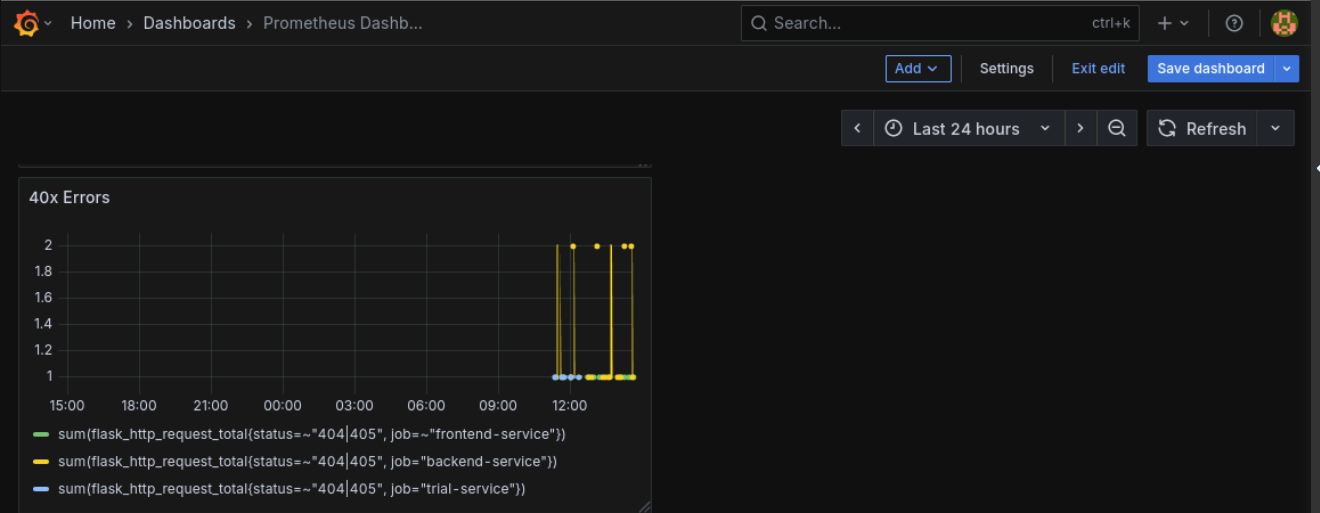 Home › Dashboards › Prometheus Dashb...
Search...
ctrl+k
Add
Settings
Exit edit
Save dashboard
Last 24 hours
Refresh
40x Errors
2
1.8
1.6
1.4
1.2
1
15:00 18:00 21:00 00:00 03:00 06:00 09:00 12:00
sum(flask_http_request_total{status=~"404|405", job=~"frontend-service"})
sum(flask_http_request_total{status=~"404|405", job="backend-service"})
sum(flask_http_request_total{status=~"404|405", job="trial-service"})